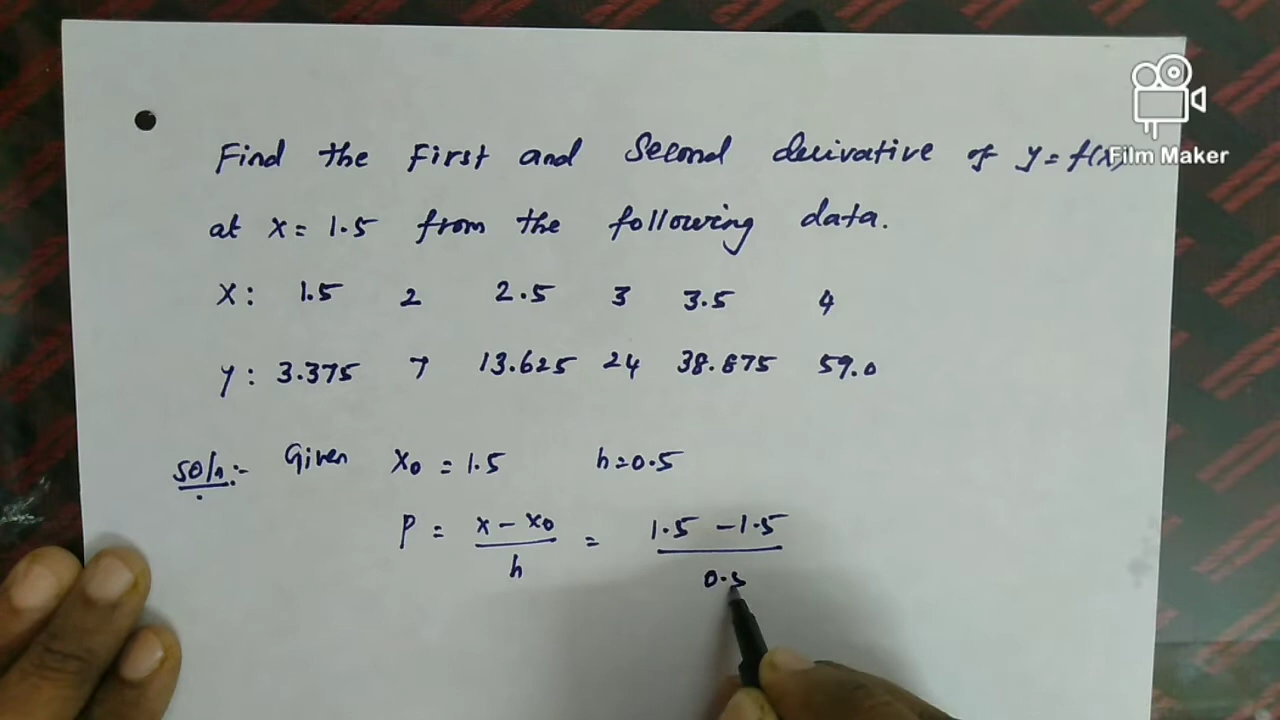 Find the First and Second derivative of y = f(x)
at x = 1.5 from the following data.
x : 1.5 2 2.5 3 3.5 4
y : 3.375 7 13.625 24 38.875 59.0
Soln:- Given x₀ = 1.5 h = 0.5
P = x - x₀ / h = 1.5 - 1.5 / 0.5
Film Maker